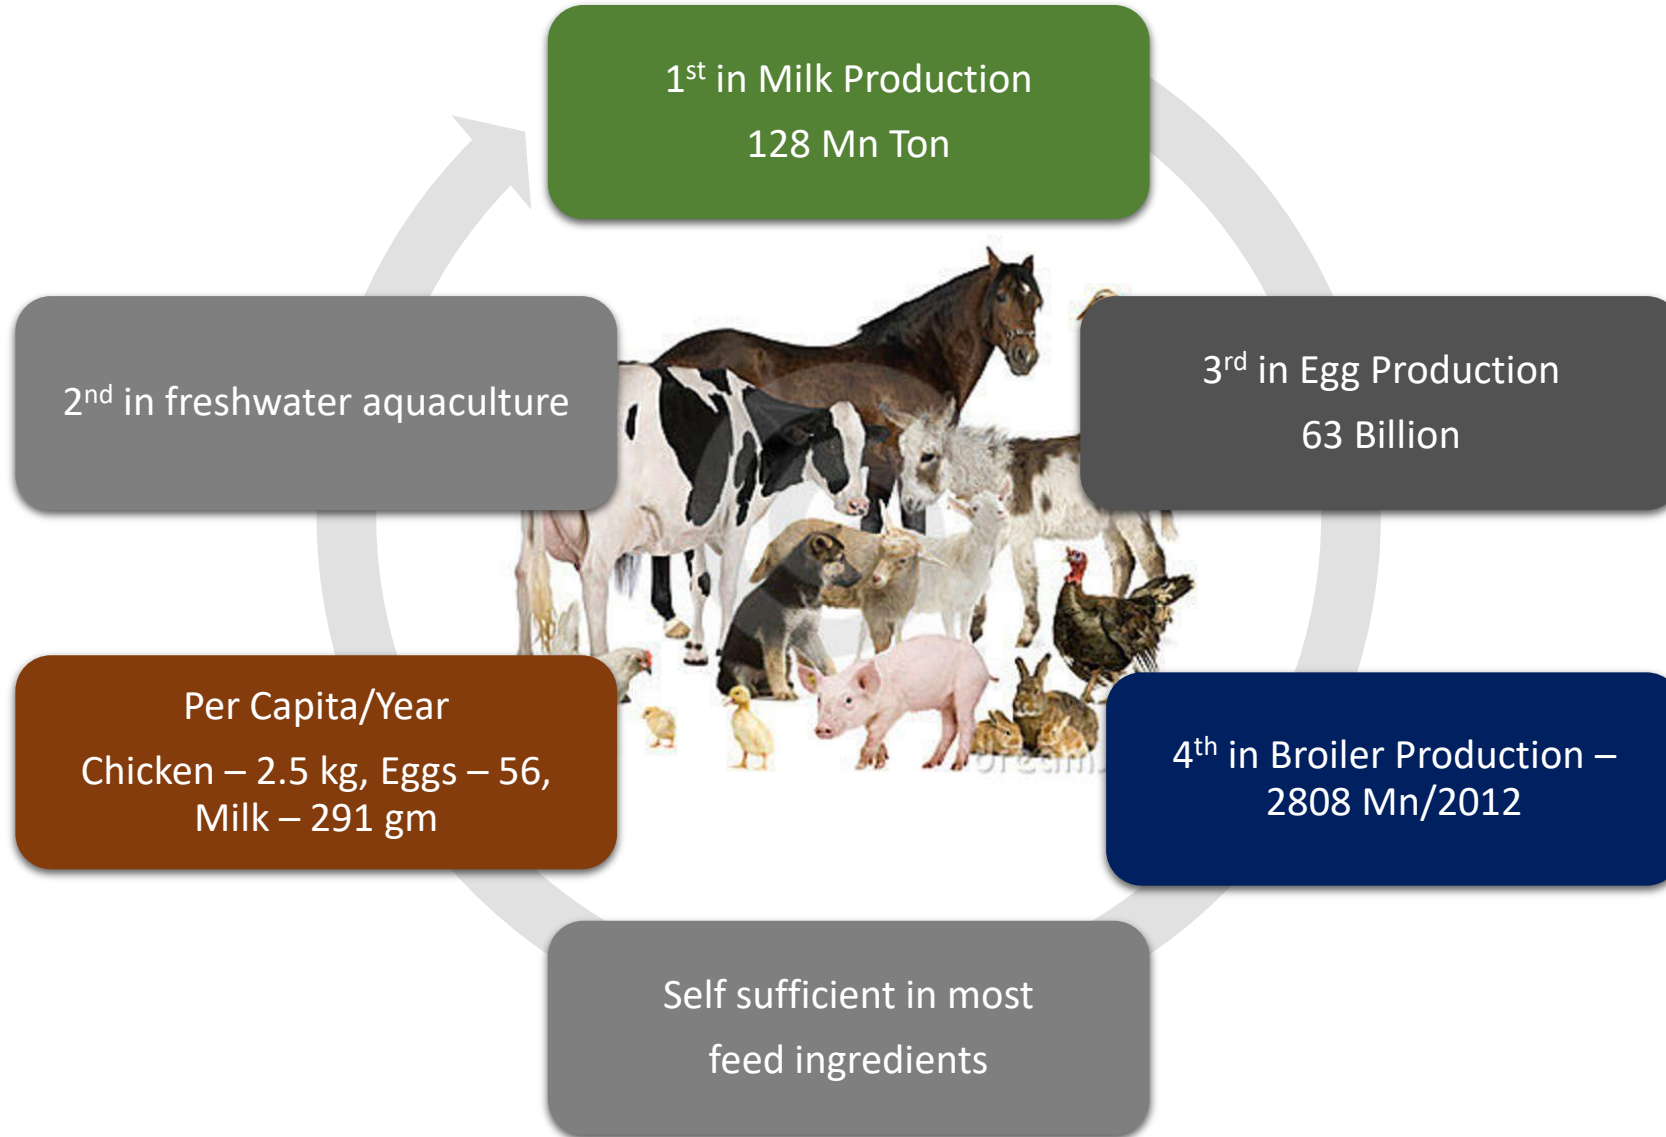 1st in Milk Production
128 Mn Ton
3rd in Egg Production
63 Billion
4th in Broiler Production –
2808 Mn/2012
Self sufficient in most
feed ingredients
Per Capita/Year
Chicken – 2.5 kg, Eggs – 56,
Milk – 291 gm
2nd in freshwater aquaculture